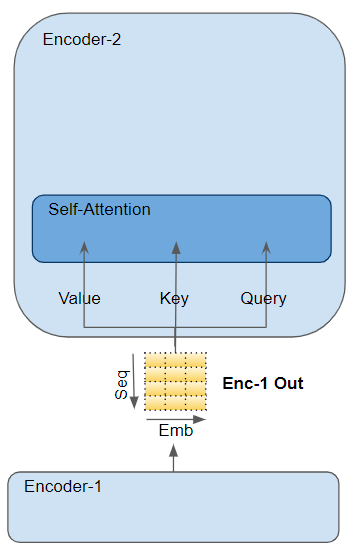 Encoder-2
Self-Attention
Value Key Query
Seq
Enc-1 Out
Emb
Encoder-1